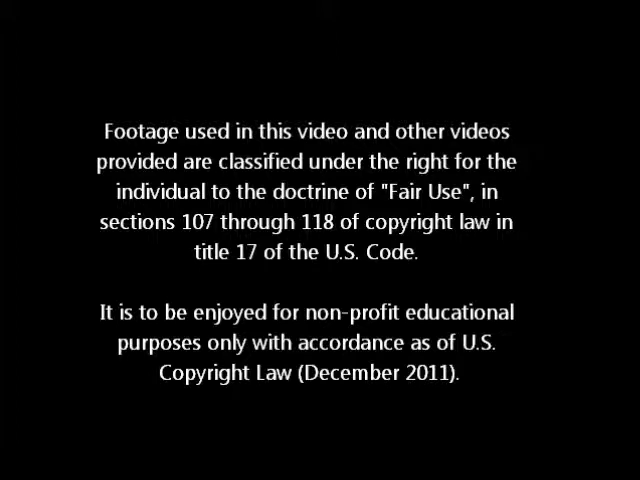 Footage used in this video and other videos
provided are classified under the right for the
individual to the doctrine of "Fair Use", in
sections 107 through 118 of copyright law in
title 17 of the U.S. Code.
It is to be enjoyed for non-profit educational
purposes only with accordance as of U.S.
Copyright Law (December 2011).